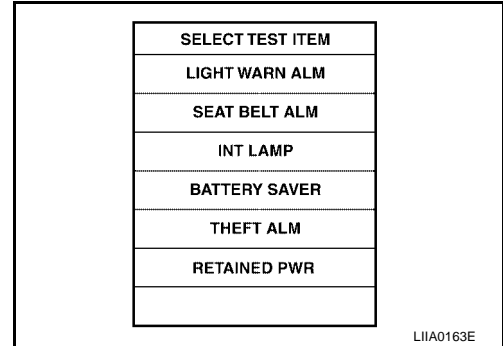 SELECT TEST ITEM
LIGHT WARN ALM
SEAT BELT ALM
INT LAMP
BATTERY SAVER
THEFT ALM
RETAINED PWR
LIIA0163E